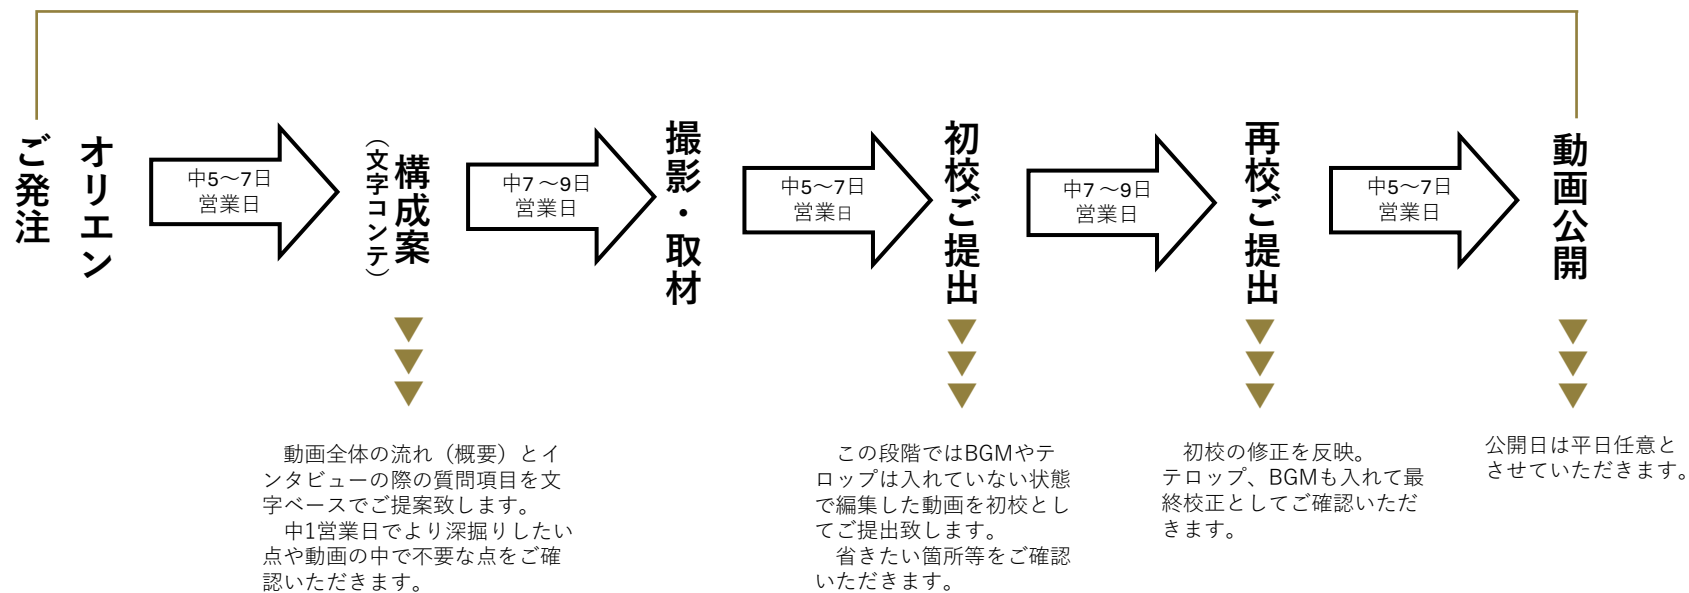 ご発注
オリエン
中5〜7日
営業日
構成案
（文字コンテ）
中7〜9日
営業日
撮影・取材
中5〜7日
営業日
初校ご提出
中7〜9日
営業日
再校ご提出
中5〜7日
営業日
動画公開
　動画全体の流れ（概要）とイ
ンタビューの際の質問項目を文
字ベースでご提案致します。
　中1営業日でより深掘りしたい
点や動画の中で不要な点をご確
認いただきます。
　この段階ではBGMやテ
ロップは入れていない状態
で編集した動画を初校とし
てご提出致します。
　省きたい箇所等をご確認
いただきます。
　初校の修正を反映。
テロップ、BGMも入れて最
終校正としてご確認いただ
きます。
公開日は平日任意と
させていただきます。